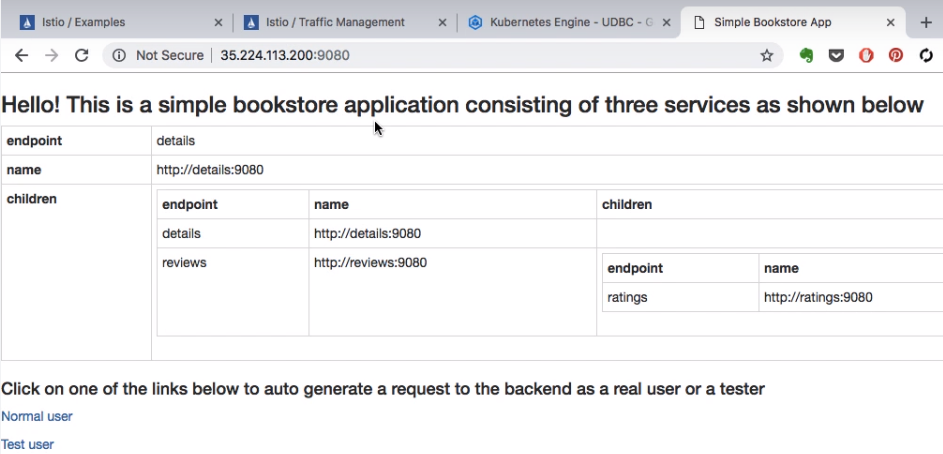 Istio / Examples
Istio / Traffic Management
Kubernetes Engine - UDBC - G
Simple Bookstore App
Not Secure | 35.224.113.200:9080
Hello! This is a simple bookstore application consisting of three services as shown below
endpoint details
name http://details:9080
children
endpoint name children
details http://details:9080
reviews http://reviews:9080
endpoint name
ratings http://ratings:9080
Click on one of the links below to auto generate a request to the backend as a real user or a tester
Normal user
Test user